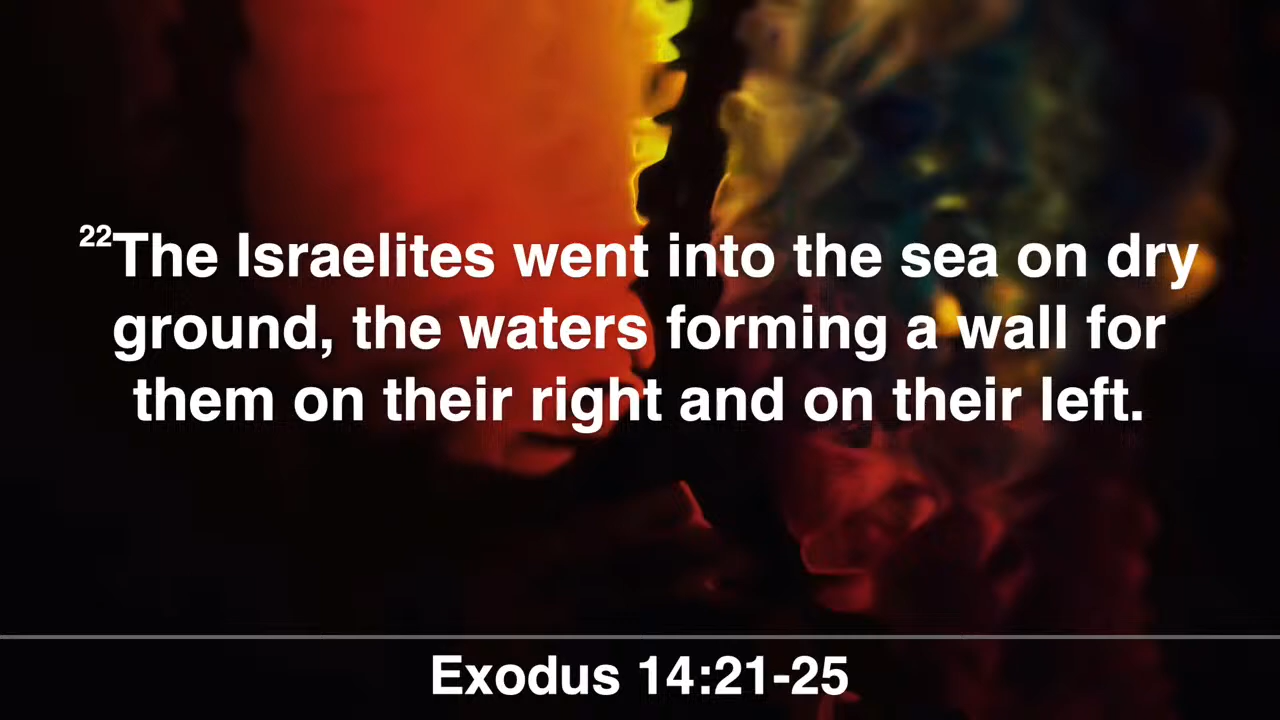 22The Israelites went into the sea on dry
ground, the waters forming a wall for
them on their right and on their left.
Exodus 14:21-25